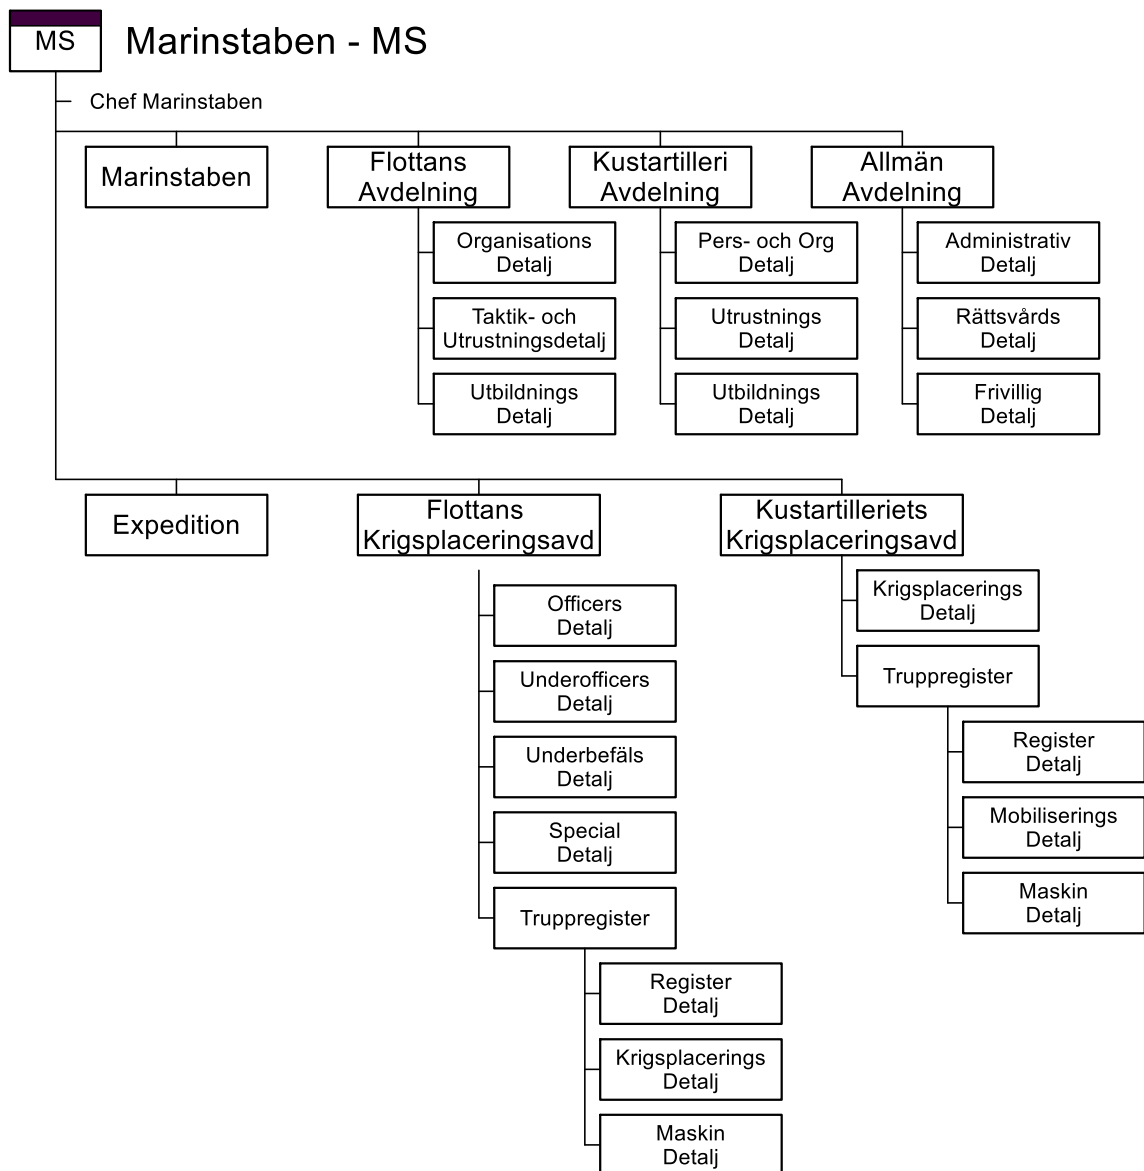 MS
Marinstaben - MS
Chef Marinstaben
Marinstaben
Flottans
Avdelning
Organisations
Detalj
Taktik- och
Utrustningsdetalj
Utbildnings
Detalj
Kustartilleri
Avdelning
Pers- och Org
Detalj
Utrustnings
Detalj
Utbildnings
Detalj
Allmän
Avdelning
Administrativ
Detalj
Rättsvårds
Detalj
Frivillig
Detalj
Expedition
Flottans
Krigsplaceringsavd
Officers
Detalj
Underofficers
Detalj
Underbefäls
Detalj
Special
Detalj
Truppregister
Register
Detalj
Krigsplacerings
Detalj
Maskin
Detalj
Kustartilleriets
Krigsplaceringsavd
Krigsplacerings
Detalj
Truppregister
Register
Detalj
Mobiliserings
Detalj
Maskin
Detalj